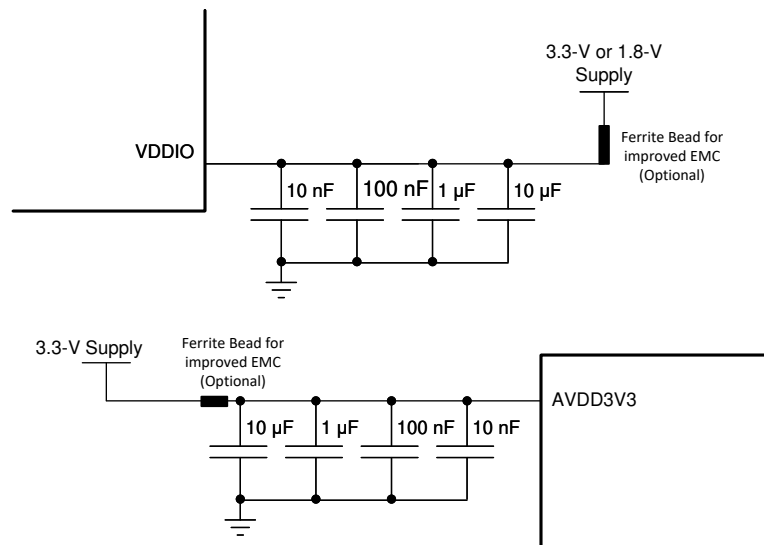 3.3-V or 1.8-V
Supply
Ferrite Bead for
improved EMC
(Optional)
VDDIO
10 nF
100 nF
1 µF
10 µF
3.3-V Supply
Ferrite Bead for
improved EMC
(Optional)
AVDD3V3
10 µF
1 µF
100 nF
10 nF